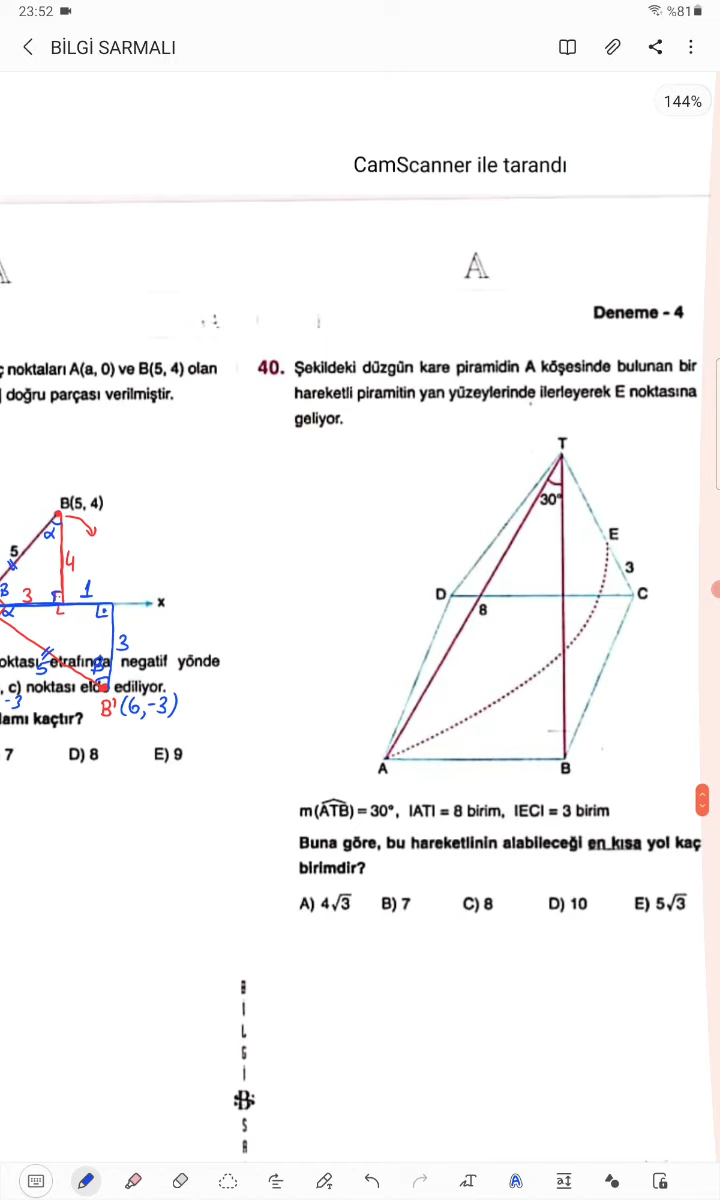 23:52 %81
BİLGİ SARMALI
144%
CamScanner ile tarandı
A
Deneme - 4
ç noktaları A(a, 0) ve B(5, 4) olan
doğru parçası verilmiştir.
B(5, 4)
α
5
4
3
1
x
α
3
5
β
oktası etrafında negatif yönde
, c) noktası elde ediliyor.
-3
B'(6,-3)
lamı kaçtır?
7 D) 8 E) 9
40. Şekildeki düzgün kare piramidin A köşesinde bulunan bir
hareketli piramitin yan yüzeylerinde ilerleyerek E noktasına
geliyor.
T
30°
E
3
D
C
8
A
B
m(ATB) = 30°, IATI = 8 birim, IECI = 3 birim
Buna göre, bu hareketlinin alabileceği en kısa yol kaç
birimdir?
A) 4√3 B) 7 C) 8 D) 10 E) 5√3
B
İ
L
G
İ
B
S
A